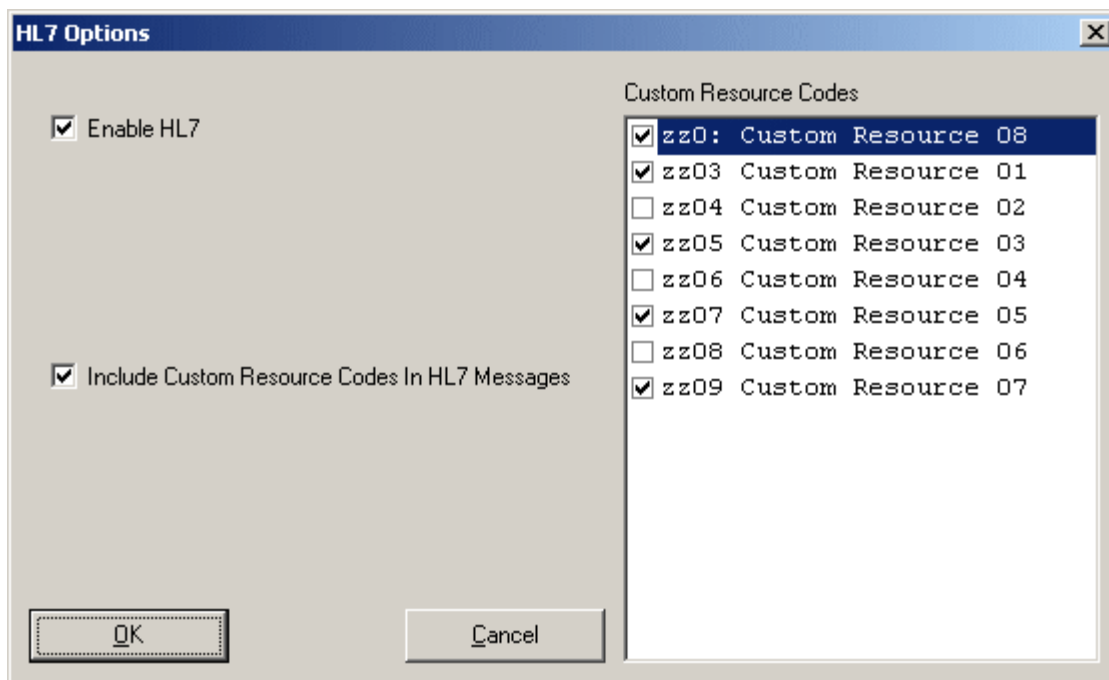 HL7 Options
Enable HL7
Include Custom Resource Codes In HL7 Messages
OK
Cancel
Custom Resource Codes
zz0: Custom Resource 08
zz03 Custom Resource 01
zz04 Custom Resource 02
zz05 Custom Resource 03
zz06 Custom Resource 04
zz07 Custom Resource 05
zz08 Custom Resource 06
zz09 Custom Resource 07